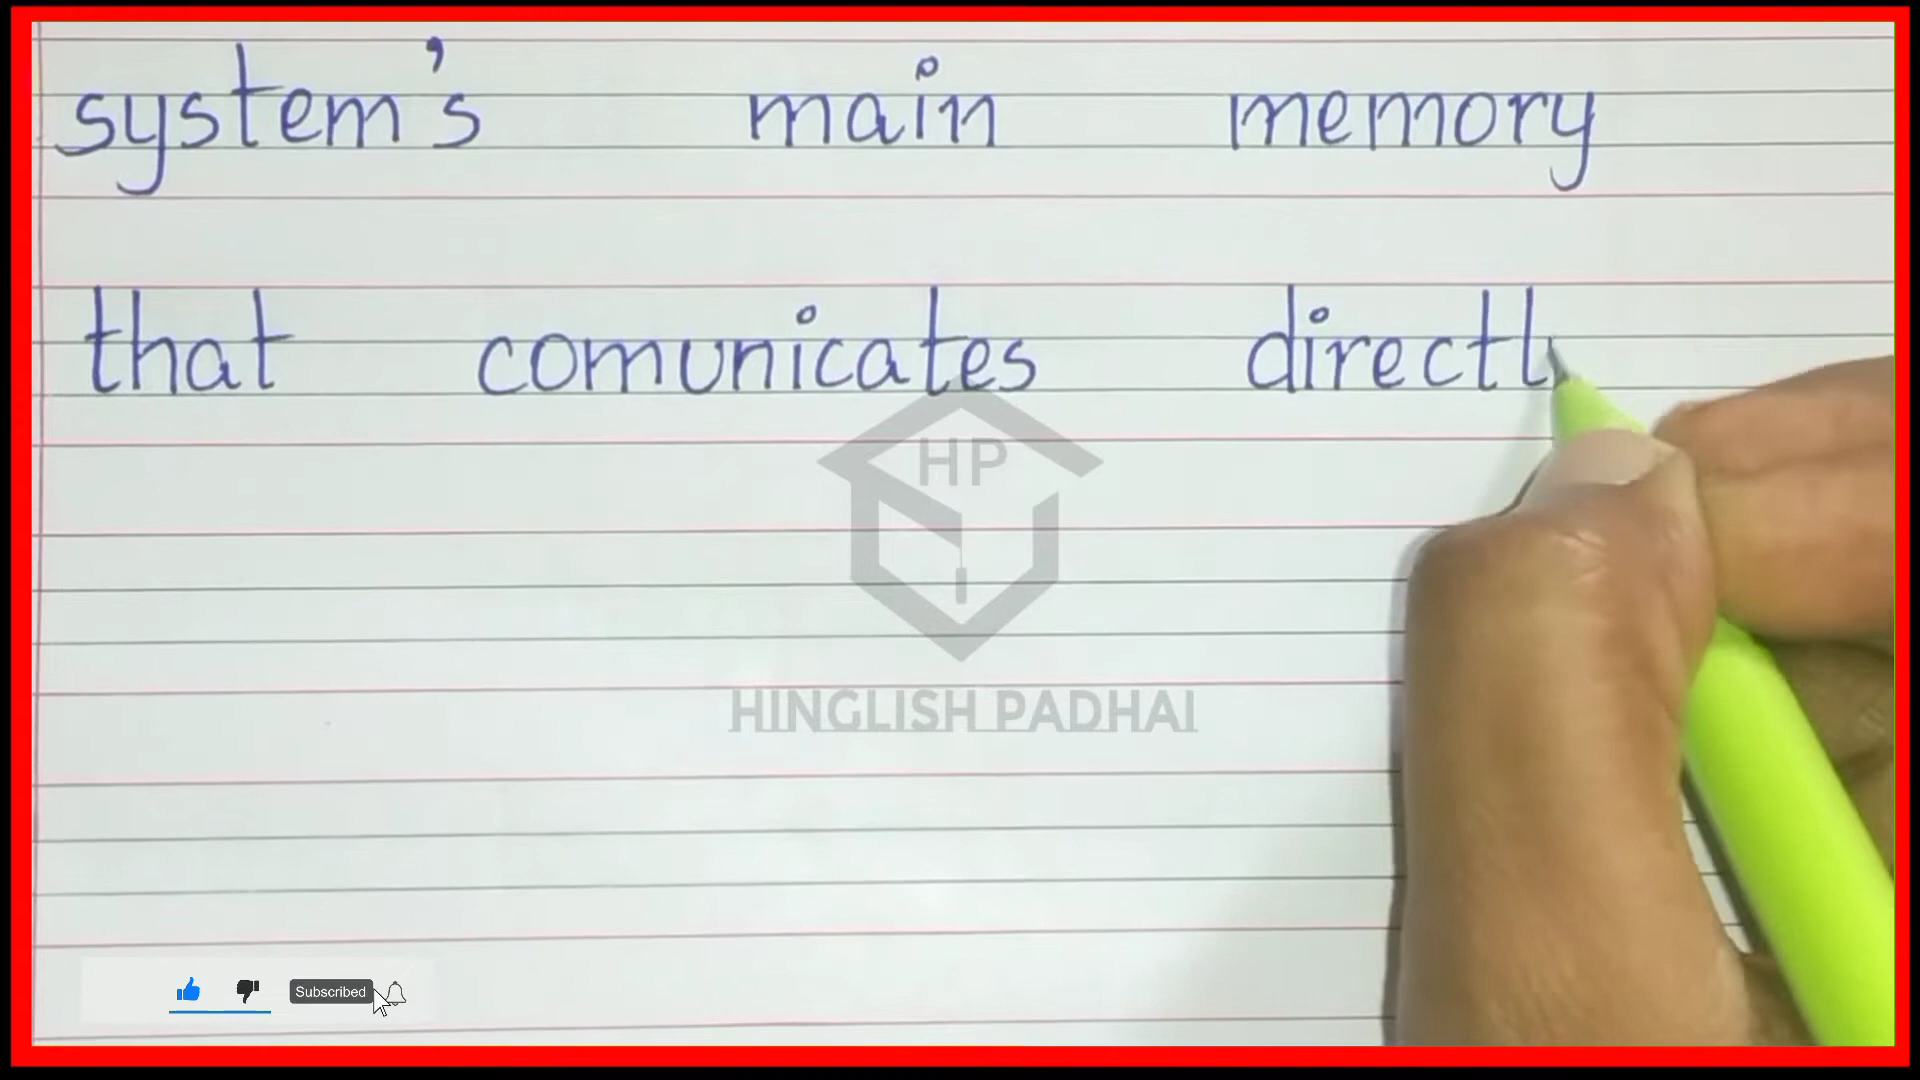 system's main memory
that comunicates directl
HP
HINGLISH PADHAI
Subscribed